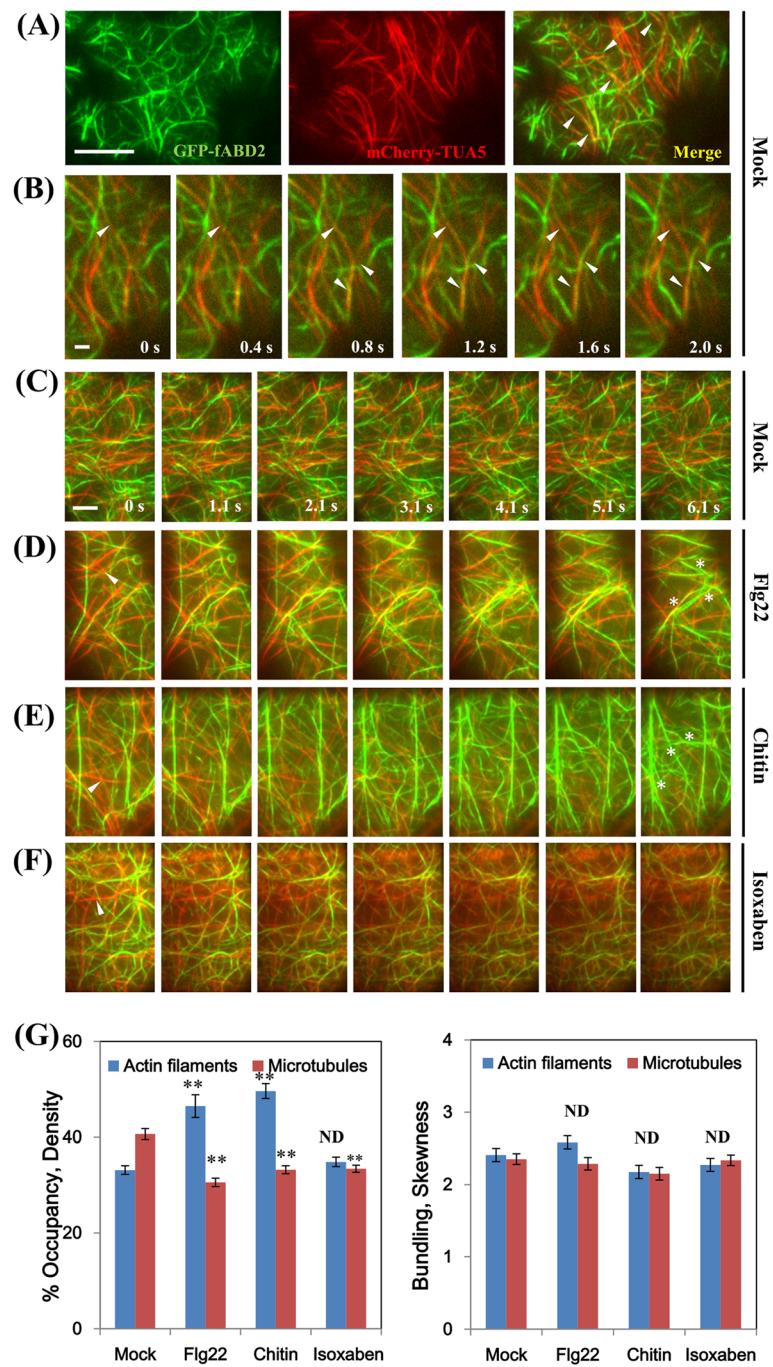 (A)
GFP-fABD2
mCherry-TUA5
Merge
Mock
(B)
0 s
0.4 s
0.8 s
1.2 s
1.6 s
2.0 s
(C)
0 s
1.1 s
2.1 s
3.1 s
4.1 s
5.1 s
6.1 s
Mock
(D)
*
*
*
Flg22
(E)
*
*
*
Chitin
(F)
Isoxaben
(G)
60
40
20
0
% Occupancy, Density
Actin filaments
Microtubules
**
**
**
**
ND
**
Mock
Flg22
Chitin
Isoxaben
4
3
2
1
0
Bundling, Skewness
Actin filaments
Microtubules
ND
ND
ND
Mock
Flg22
Chitin
Isoxaben